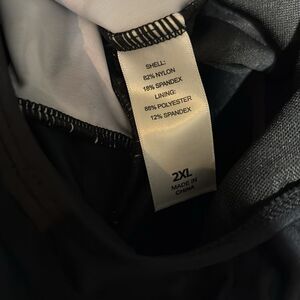 SHELL:
82% NYLON
18% SPANDEX
LINING:
88% POLYESTER
12% SPANDEX
2XL
MADE IN
CHINA